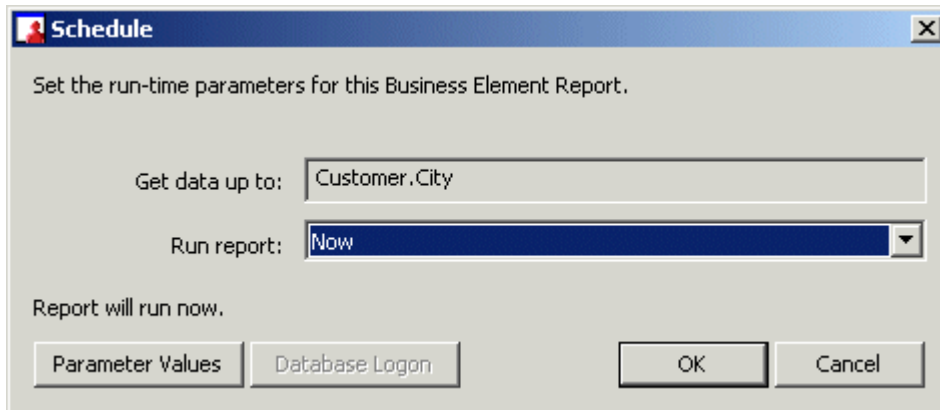 Schedule
Set the run-time parameters for this Business Element Report.
Get data up to: Customer.City
Run report: Now
Report will run now.
Parameter Values Database Logon OK Cancel